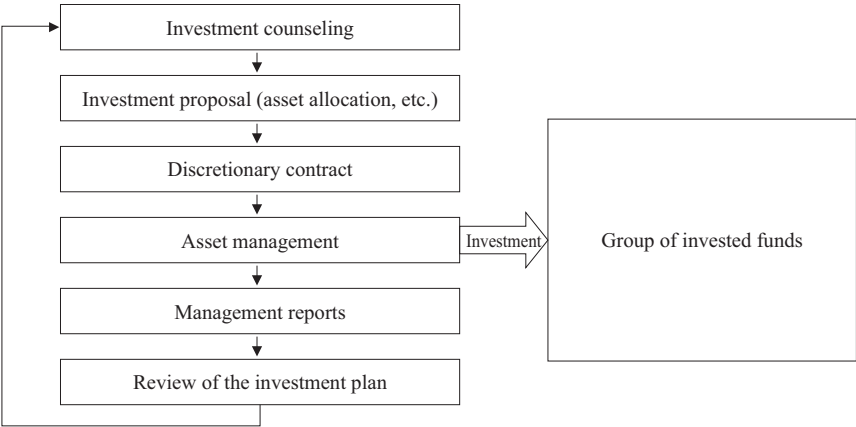 Investment counseling
Investment proposal (asset allocation, etc.)
Discretionary contract
Asset management
Investment
Group of invested funds
Management reports
Review of the investment plan